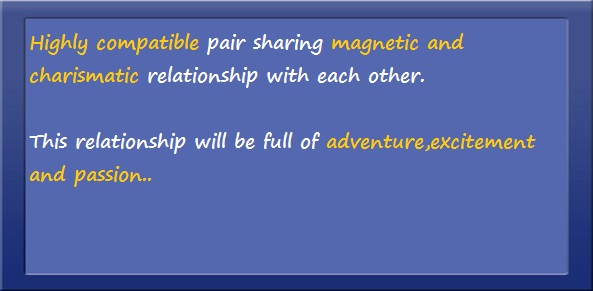 Highly compatible pair sharing magnetic and
charismatic relationship with each other.
This relationship will be full of adventure,excitement
and passion..